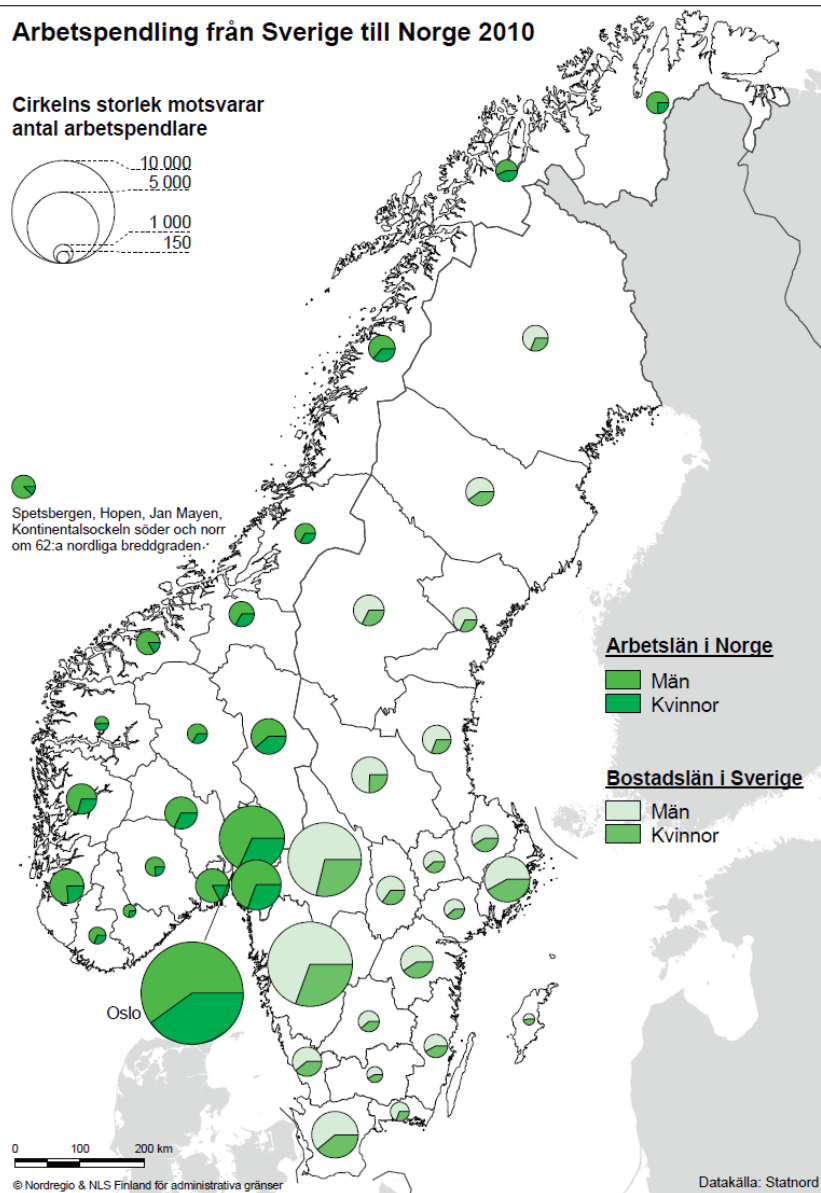 Arbetspendling från Sverige till Norge 2010
Cirkelns storlek motsvarar
antal arbetspendlare
10 000
5 000
1 000
150
Spetsbergen, Hopen, Jan Mayen,
Kontinentalsockeln söder och norr
om 62:a nordliga breddgraden
Arbetslän i Norge
Män
Kvinnor
Bostadslän i Sverige
Män
Kvinnor
Oslo
0 100 200 km
© Nordregio & NLS Finland för administrativa gränser
Datakälla: Statnord